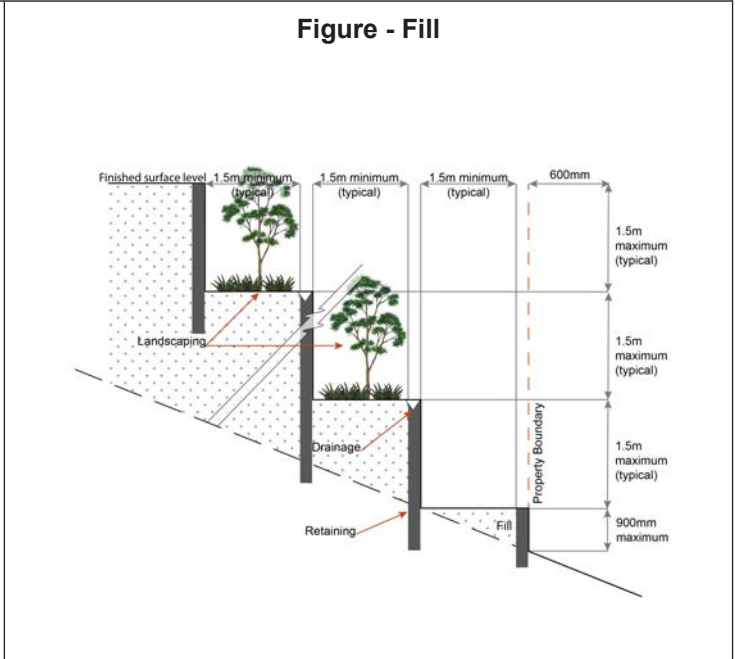 Figure - Fill
Finished surface level
1.5m minimum
(typical)
1.5m minimum
(typical)
1.5m minimum
(typical)
600mm
1.5m
maximum
(typical)
Landscaping
1.5m
maximum
(typical)
Drainage
Property Boundary
1.5m
maximum
(typical)
Retaining
Fill
900mm
maximum